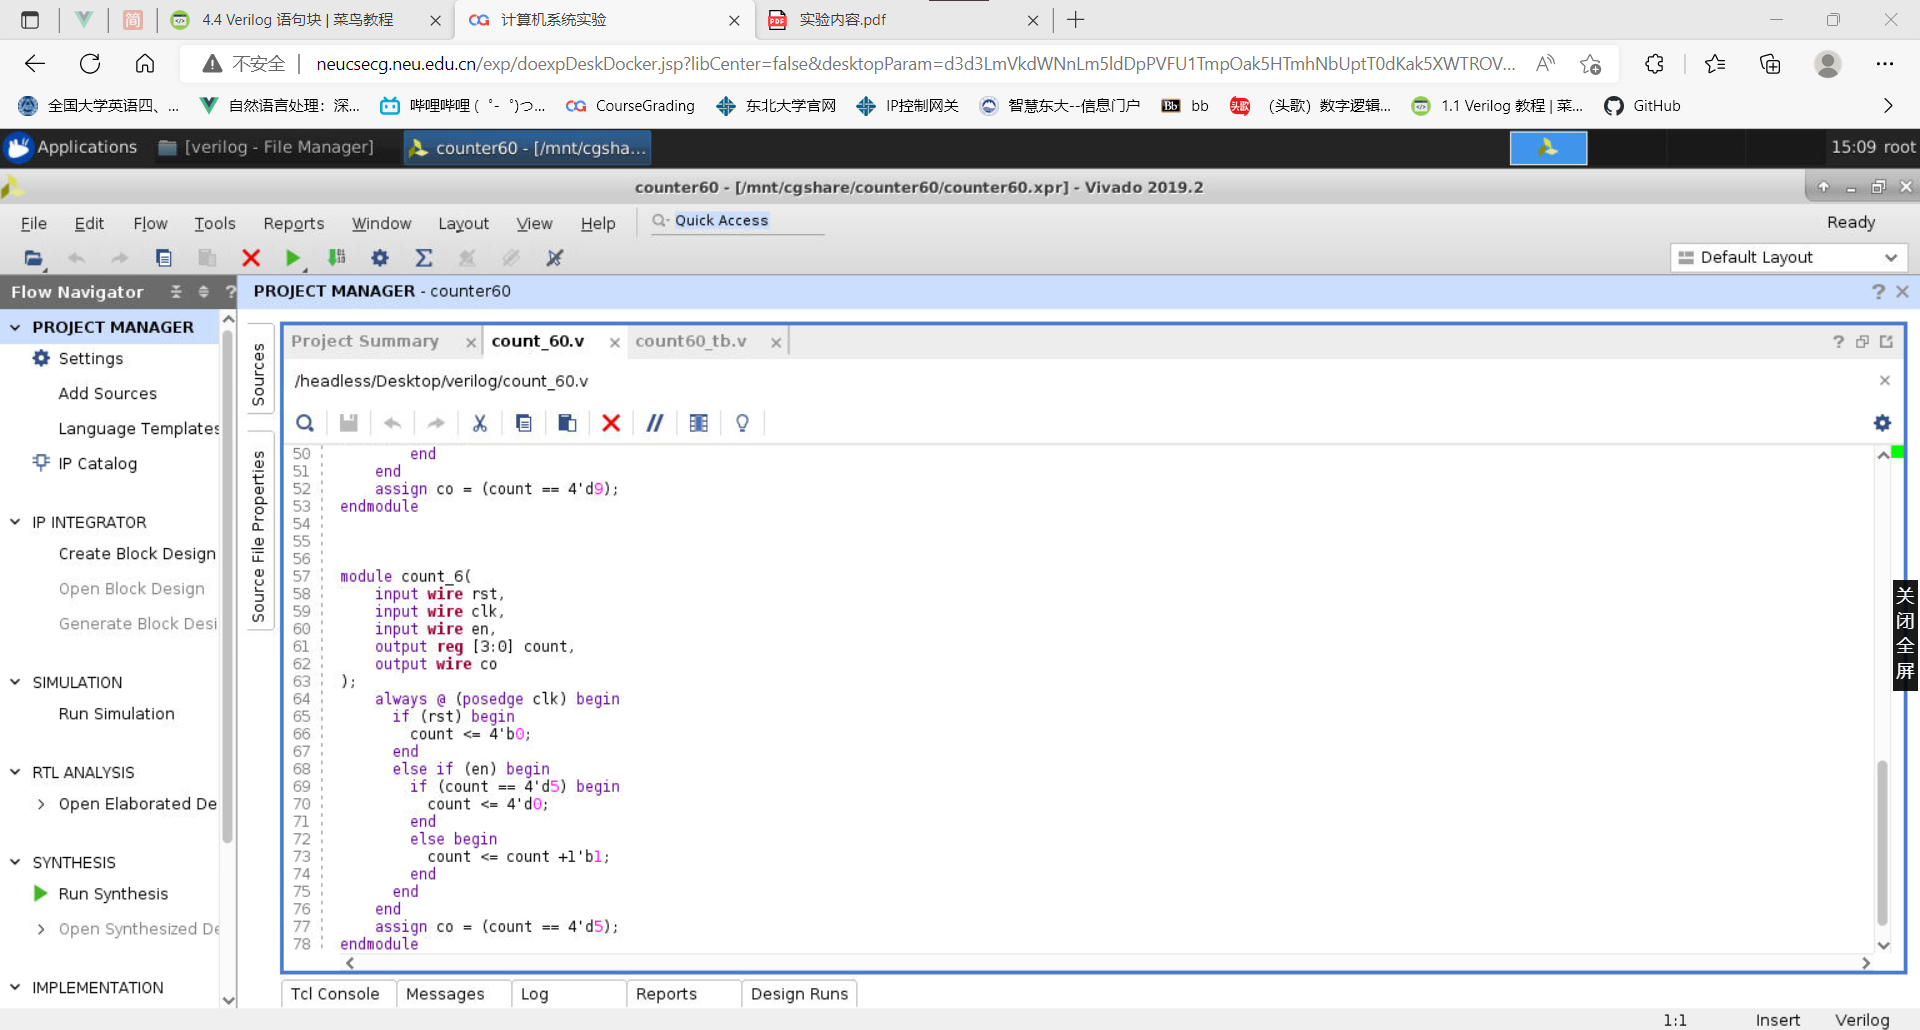 4.4 Verilog 语句块 | 菜鸟教程
计算机系统实验
实验内容.pdf
不安全
neucsecg.neu.edu.cn/exp/doexpDeskDocker.jsp?libCenter=false&desktopParam=d3d3LmVkdWNnLm5ldDpPVFU1TmpOak5HTmhNbUptT0dKak5XWTROV...
全国大学英语四、...
自然语言处理：深...
哔哩哔哩 (゜-゜)つ...
CourseGrading
东北大学官网
IP控制网关
智慧东大--信息门户
Bb bb
头歌 (头歌) 数字逻辑...
1.1 Verilog 教程 | 菜...
GitHub
Applications
[verilog - File Manager]
counter60 - [/mnt/cgsha...
15:09 root
counter60 - [/mnt/cgshare/counter60/counter60.xpr] - Vivado 2019.2
File Edit Flow Tools Reports Window Layout View Help
Quick Access
Ready
Default Layout
Flow Navigator
PROJECT MANAGER - counter60
PROJECT MANAGER
Settings
Add Sources
Language Templates
IP Catalog
IP INTEGRATOR
Create Block Design
Open Block Design
Generate Block Desi
SIMULATION
Run Simulation
RTL ANALYSIS
Open Elaborated De
SYNTHESIS
Run Synthesis
Open Synthesized De
IMPLEMENTATION
Sources
Source File Properties
Project Summary
count_60.v
count60_tb.v
/headless/Desktop/verilog/count_60.v
50 end
51 end
52 assign co = (count == 4'd9);
53 endmodule
54
55
56
57 module count_6(
58 input wire rst,
59 input wire clk,
60 input wire en,
61 output reg [3:0] count,
62 output wire co
63 );
64 always @ (posedge clk) begin
65 if (rst) begin
66 count <= 4'b0;
67 end
68 else if (en) begin
69 if (count == 4'd5) begin
70 count <= 4'd0;
71 end
72 else begin
73 count <= count +1'b1;
74 end
75 end
76 end
77 assign co = (count == 4'd5);
78 endmodule
关闭全屏
Tcl Console
Messages
Log
Reports
Design Runs
1:1
Insert
Verilog